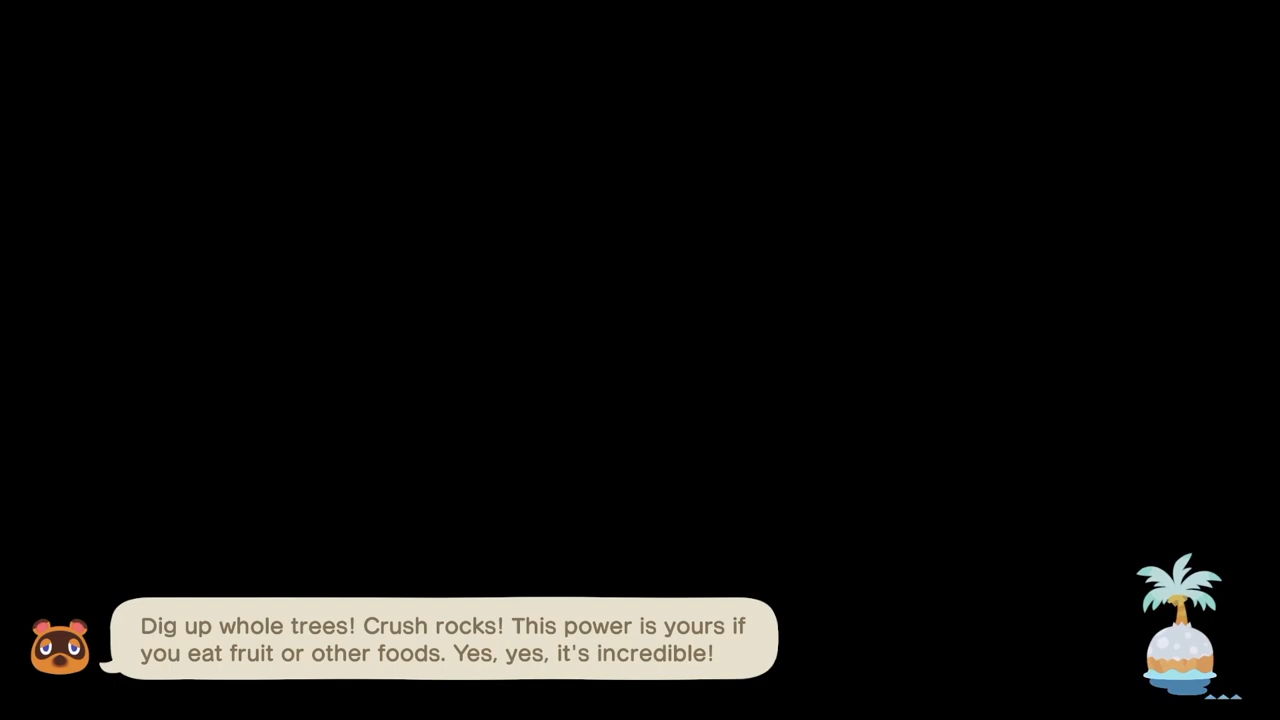 Dig up whole trees! Crush rocks! This power is yours if
you eat fruit or other foods. Yes, yes, it's incredible!